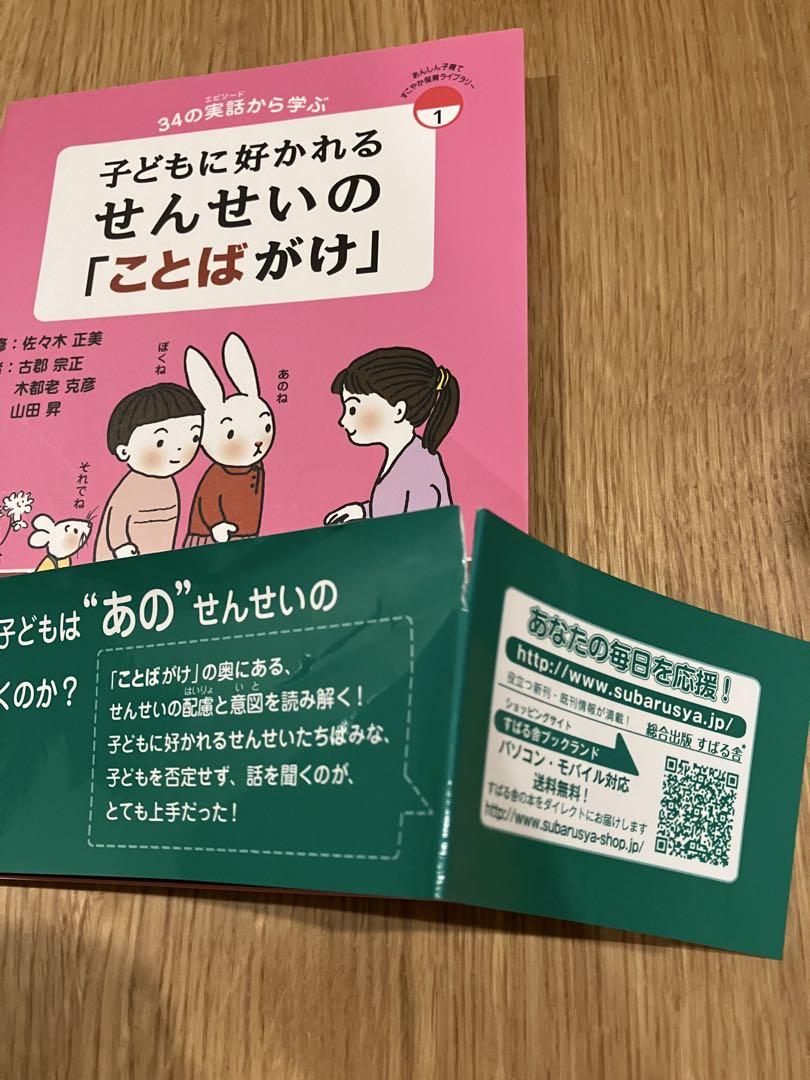 あんしん子育て
すこやか保育ライブラリー
1
エピソード
34の実話から学ぶ
子どもに好かれる
せんせいの
「ことばがけ」
修：佐々木 正美
：古郡 宗正
木都老 克彦
山田 昇
ぼくね
あのね
それでね
子どもは“あの”せんせいの
くのか？
「ことばがけ」の奥にある、
はいりょ いと
せんせいの配慮と意図を読み解く！
子どもに好かれるせんせいたちはみな、
子どもを否定せず、話を聞くのが、
とても上手だった！
あなたの毎日を応援！
http://www.subarusya.jp/
役立つ新刊・既刊情報が満載！
総合出版 すばる舎
ショッピングサイト
すばる舎ブックランド
パソコン・モバイル対応
送料無料！
すばる舎の本をダイレクトにお届けします
http://www.subarusya-shop.jp/